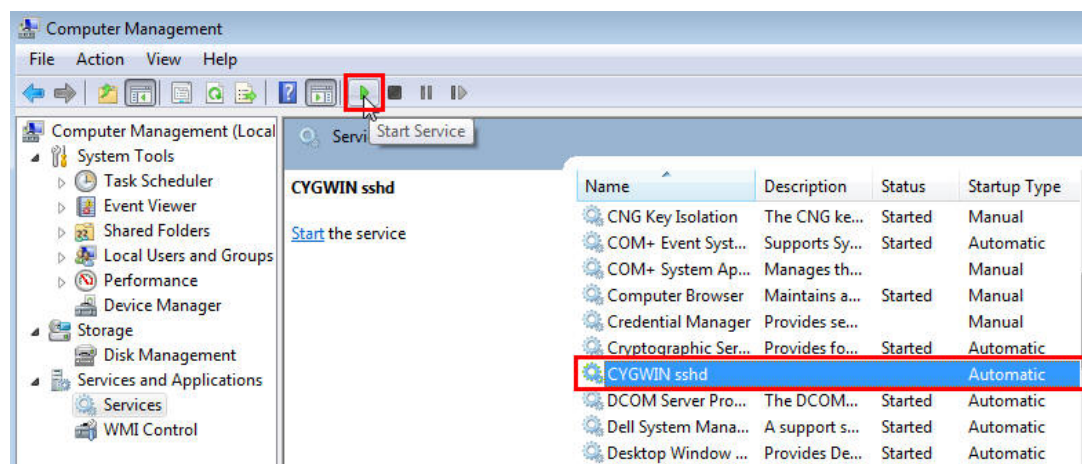 Computer Management
File Action View Help
Start Service
Computer Management (Local
System Tools
Task Scheduler
Event Viewer
Shared Folders
Local Users and Groups
Performance
Device Manager
Storage
Disk Management
Services and Applications
Services
WMI Control
Servi
CYGWIN sshd
Start the service
Name Description Status Startup Type
CNG Key Isolation The CNG ke... Started Manual
COM+ Event Syst... Supports Sy... Started Automatic
COM+ System Ap... Manages th... Manual
Computer Browser Maintains a... Started Manual
Credential Manager Provides se... Manual
Cryptographic Ser... Provides fo... Started Automatic
CYGWIN sshd Automatic
DCOM Server Pro... The DCOM... Started Automatic
Dell System Mana... A support s... Started Automatic
Desktop Window ... Provides De... Started Automatic